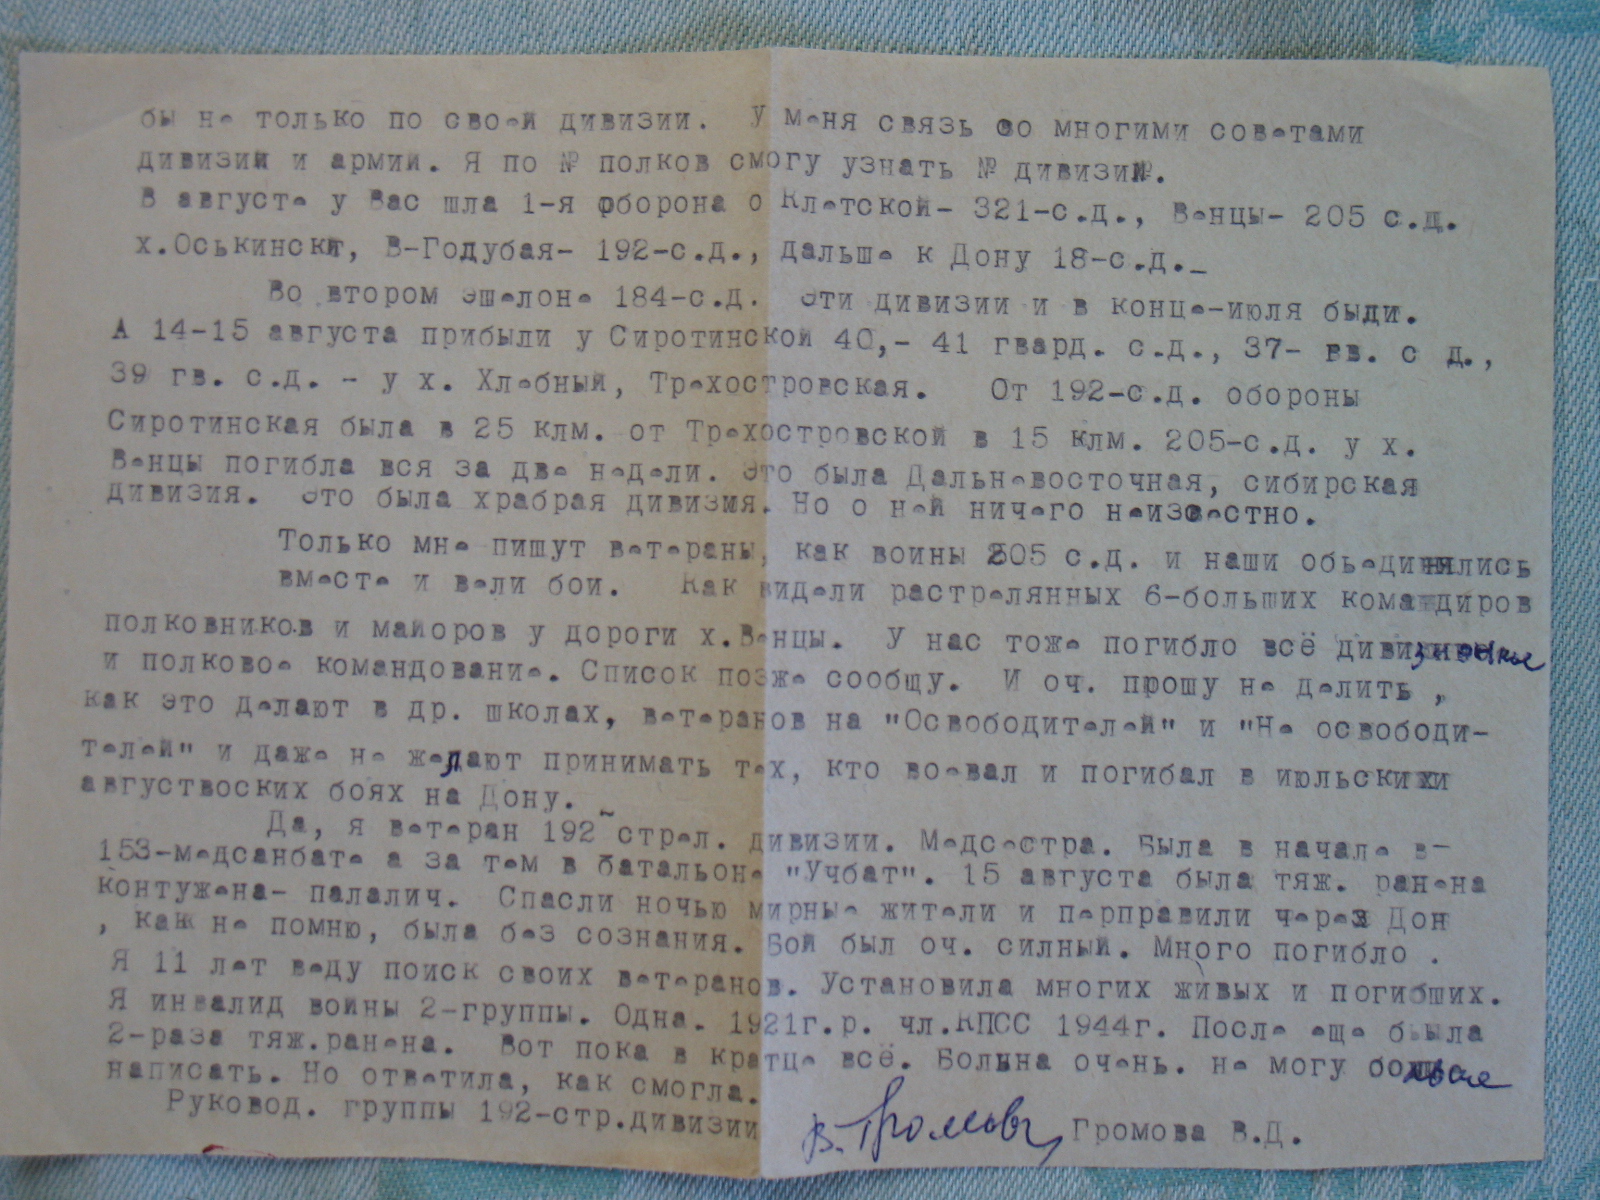 бы не только по своей дивизии. У меня связь со многими советами
дивизий и армий. Я по № полков смогу узнать № дивизий.
В августе у Вас шла 1-я оборона о Клетской- 321-с.д., Венцы- 205 с.д.
х.Оськинский, В-Годубая- 192-с.д., дальше к Дону 18-с.д._
Во втором эшелоне 184-с.д. Эти дивизии и в конце-июля быди.
А 14-15 августа прибыли у Сиротинской 40,- 41 гвард. с.д., 37- гв. с д.,
39 гв. с.д. - у х. Хлебный, Трехостровская. От 192-с.д. обороны
Сиротинская была в 25 клм. от Трехостровской в 15 клм. 205-с.д. у х.
Венцы погибла вся за две недели. Это была Дальневосточная, сибирская
дивизия. Это была храбрая дивизия. Но о ней ничего неизвестно.
Только мне пишут ветераны, как воины 205 с.д. и наши обьединялись
вместе и вели бои. Как видели растрелянных 6-больших командиров
полковников и майоров у дороги х.Венцы. У нас тоже погибло всё дивизионное
и полковое командование. Список позже сообщу. И оч. прошу не делить ,
как это делают в др. школах, ветеранов на "Освободителей" и "Не освободи-
телей" и даже не желают принимать тех, кто воевал и погибал в июльских и
августвоских боях на Дону.
Да, я ветеран 192 стрел. дивизии. Медсестра. Была в начале в-
153-медсанбате а за тем в батальоне "Учбат". 15 августа была тяж. ранена
контужена- палалич. Спасли ночью мирные жители и перправили через Дон
, как не помню, была без сознания. Бой был оч. силный. Много погибло .
Я 11 лет веду поиск своих ветеранов. Установила многих живых и погибших.
Я инвалид войны 2-группы. Одна. 1921г.р. чл.КПСС 1944г. После еще была
2-раза тяж.ранена. Вот пока в кратце всё. Больна очень. не могу больше
написать. Но ответила, как смогла.
Руковод. группы 192-стр.дивизии В. Громова Громова В.Д.